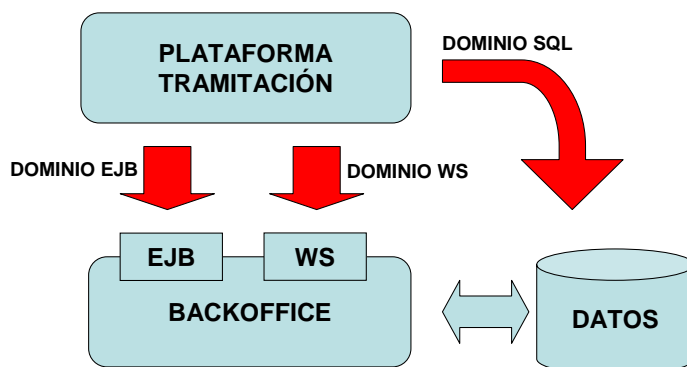 PLATAFORMA
TRAMITACIÓN
DOMINIO SQL
DOMINIO EJB
DOMINIO WS
EJB
WS
BACKOFFICE
DATOS